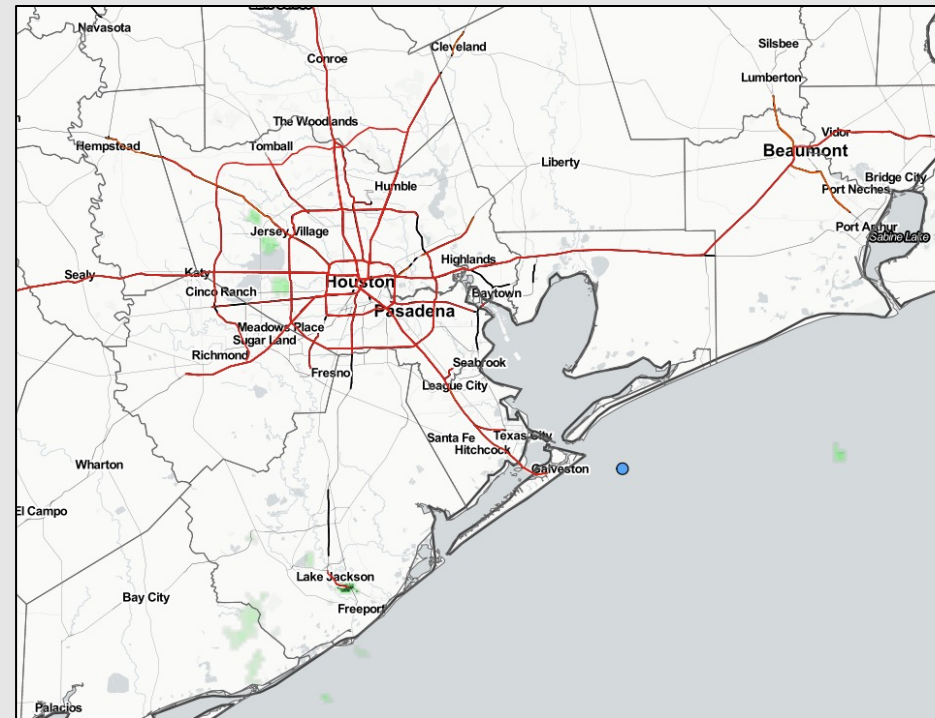 Navasota
Cleveland
Silsbee
Conroe
Lumberton
The Woodlands
Vidor
Hempstead
Tomball
Beaumont
Liberty
Bridge City
Humble
Port Neches
Port Arthur
Jersey Village
Sabine Lake
Highlands
Sealy
Katy
Houston
Cinco Ranch
Baytown
Pasadena
Meadows Place
Sugar Land
Richmond
Seabrook
Fresno
League City
Santa Fe
Texas City
Hitchcock
Wharton
Galveston
El Campo
Lake Jackson
Bay City
Freeport
Palacios